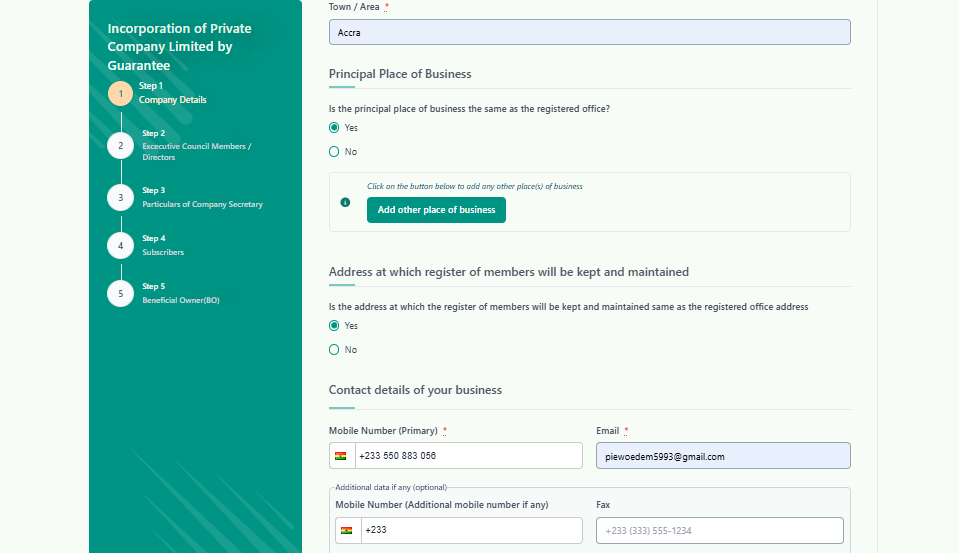 Incorporation of Private
Company Limited by
Guarantee
1
Step 1
Company Details
2
Step 2
Excecutive Council Members /
Directors
3
Step 3
Particulars of Company Secretary
4
Step 4
Subscribers
5
Step 5
Beneficial Owner(BO)
Town / Area *
Accra
Principal Place of Business
Is the principal place of business the same as the registered office?
Yes
No
Click on the button below to add any other place(s) of business
Add other place of business
Address at which register of members will be kept and maintained
Is the address at which the register of members will be kept and maintained same as the registered office address
Yes
No
Contact details of your business
Mobile Number (Primary) *
+233 550 883 056
Email *
piewoedem5993@gmail.com
Additional data if any (optional)
Mobile Number (Additional mobile number if any)
+233
Fax
+233 (333) 555-1234